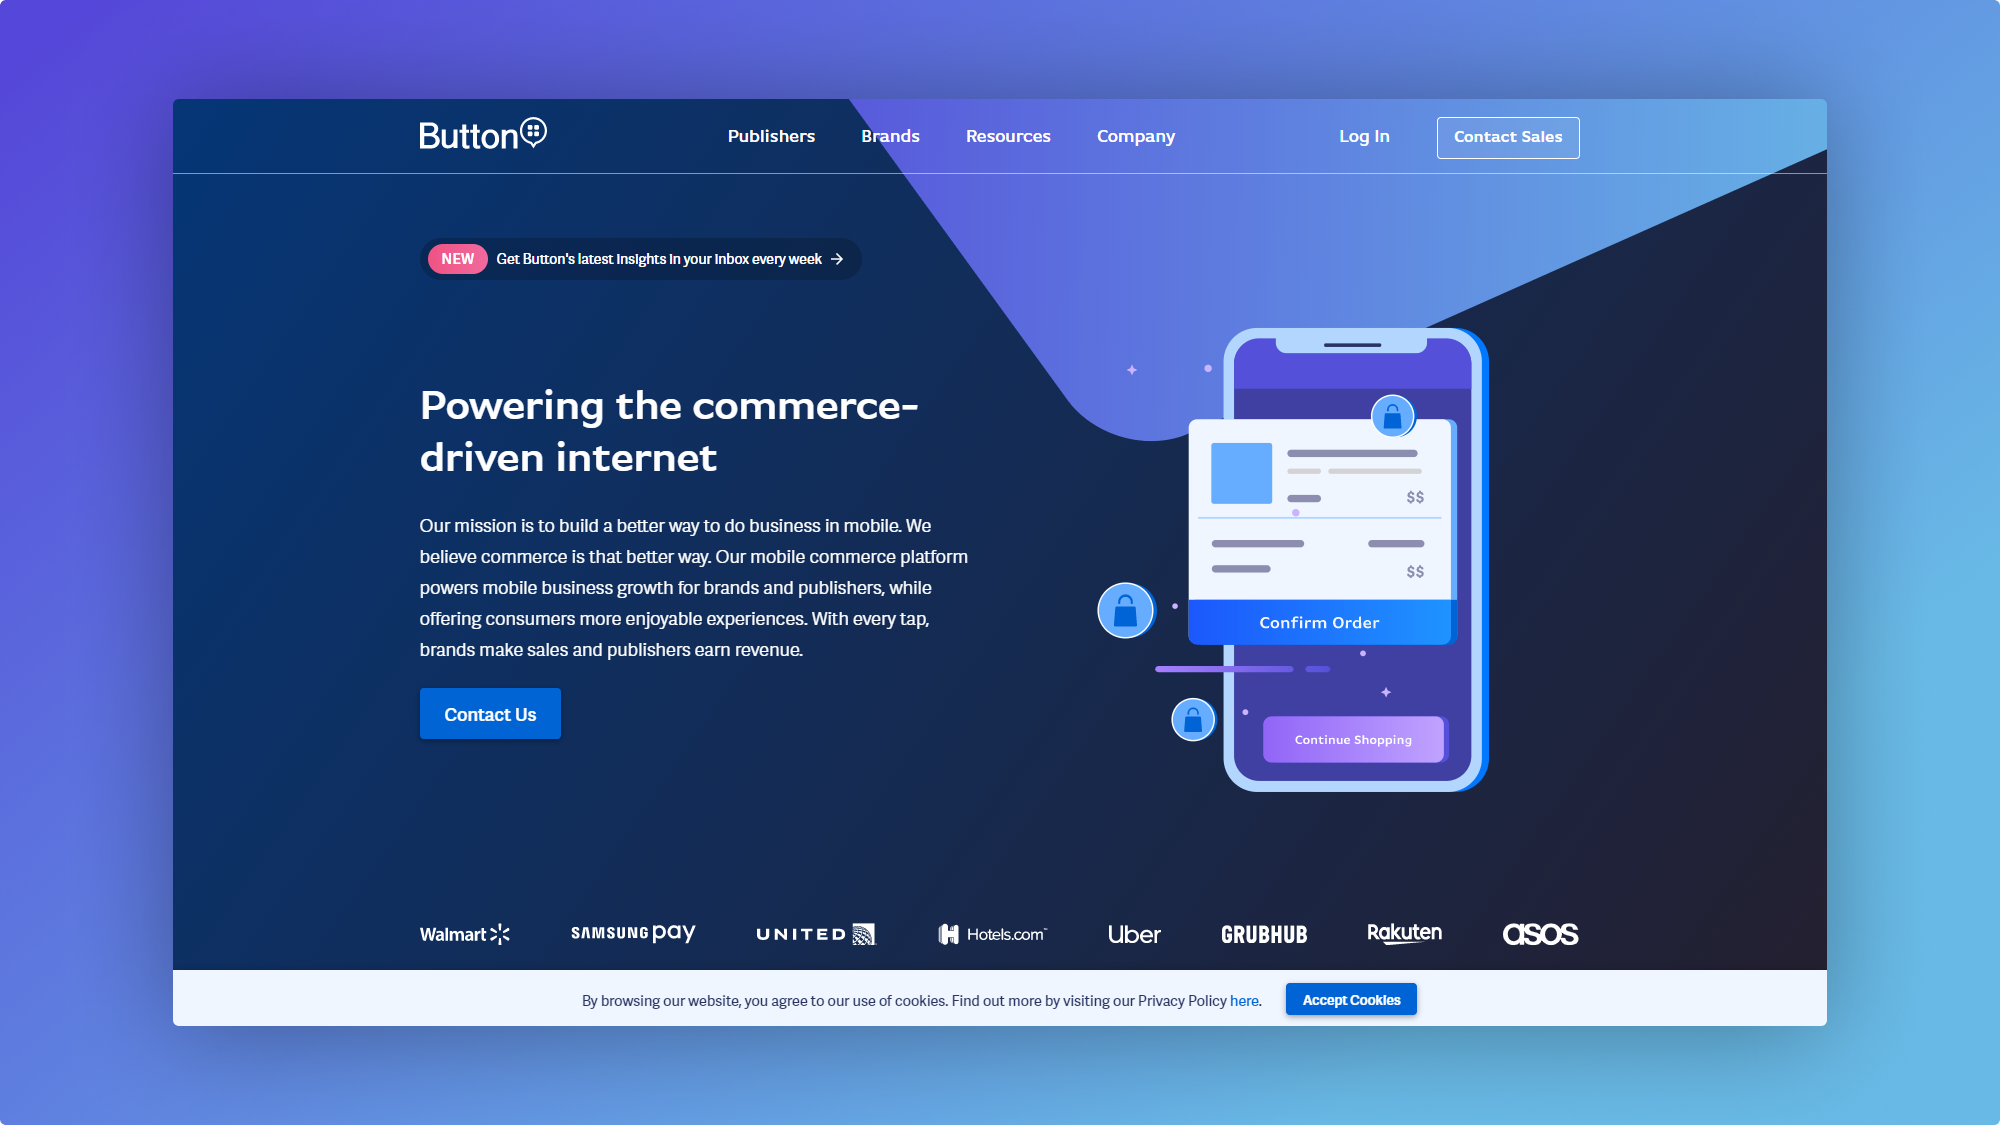 Button
Publishers Brands Resources Company Log In Contact Sales
NEW Get Button's latest insights in your inbox every week →
Powering the commerce-
driven internet
Our mission is to build a better way to do business in mobile. We
believe commerce is that better way. Our mobile commerce platform
powers mobile business growth for brands and publishers, while
offering consumers more enjoyable experiences. With every tap,
brands make sales and publishers earn revenue.
Contact Us
$$
$$
Confirm Order
Continue Shopping
Walmart SAMSUNG pay UNITED Hotels.com Uber GRUBHUB Rakuten asos
By browsing our website, you agree to our use of cookies. Find out more by visiting our Privacy Policy here. Accept Cookies